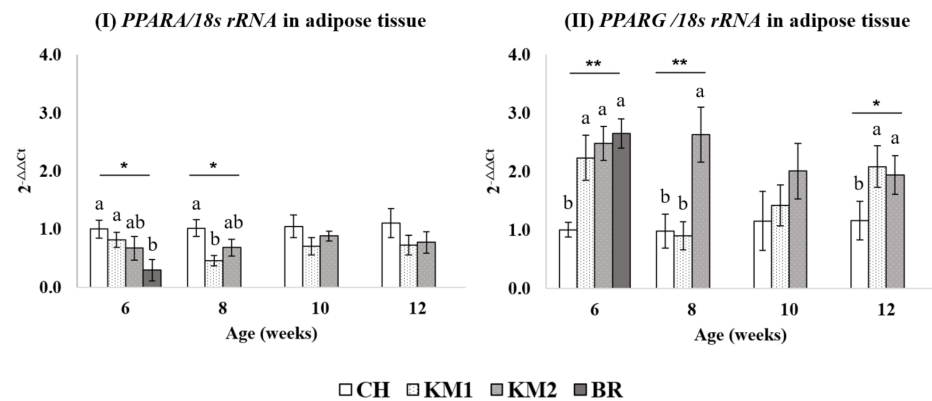 (I) PPARA/18s rRNA in adipose tissue
4.0
3.0
2.0
1.0
0.0
2-ΔΔCt
*
a
a
ab
b
*
a
b
ab
6
8
10
12
Age (weeks)
(II) PPARG /18s rRNA in adipose tissue
4.0
3.0
2.0
1.0
0.0
2-ΔΔCt
**
b
a
a
a
**
b
b
a
*
b
a
a
6
8
10
12
Age (weeks)
CH KM1 KM2 BR